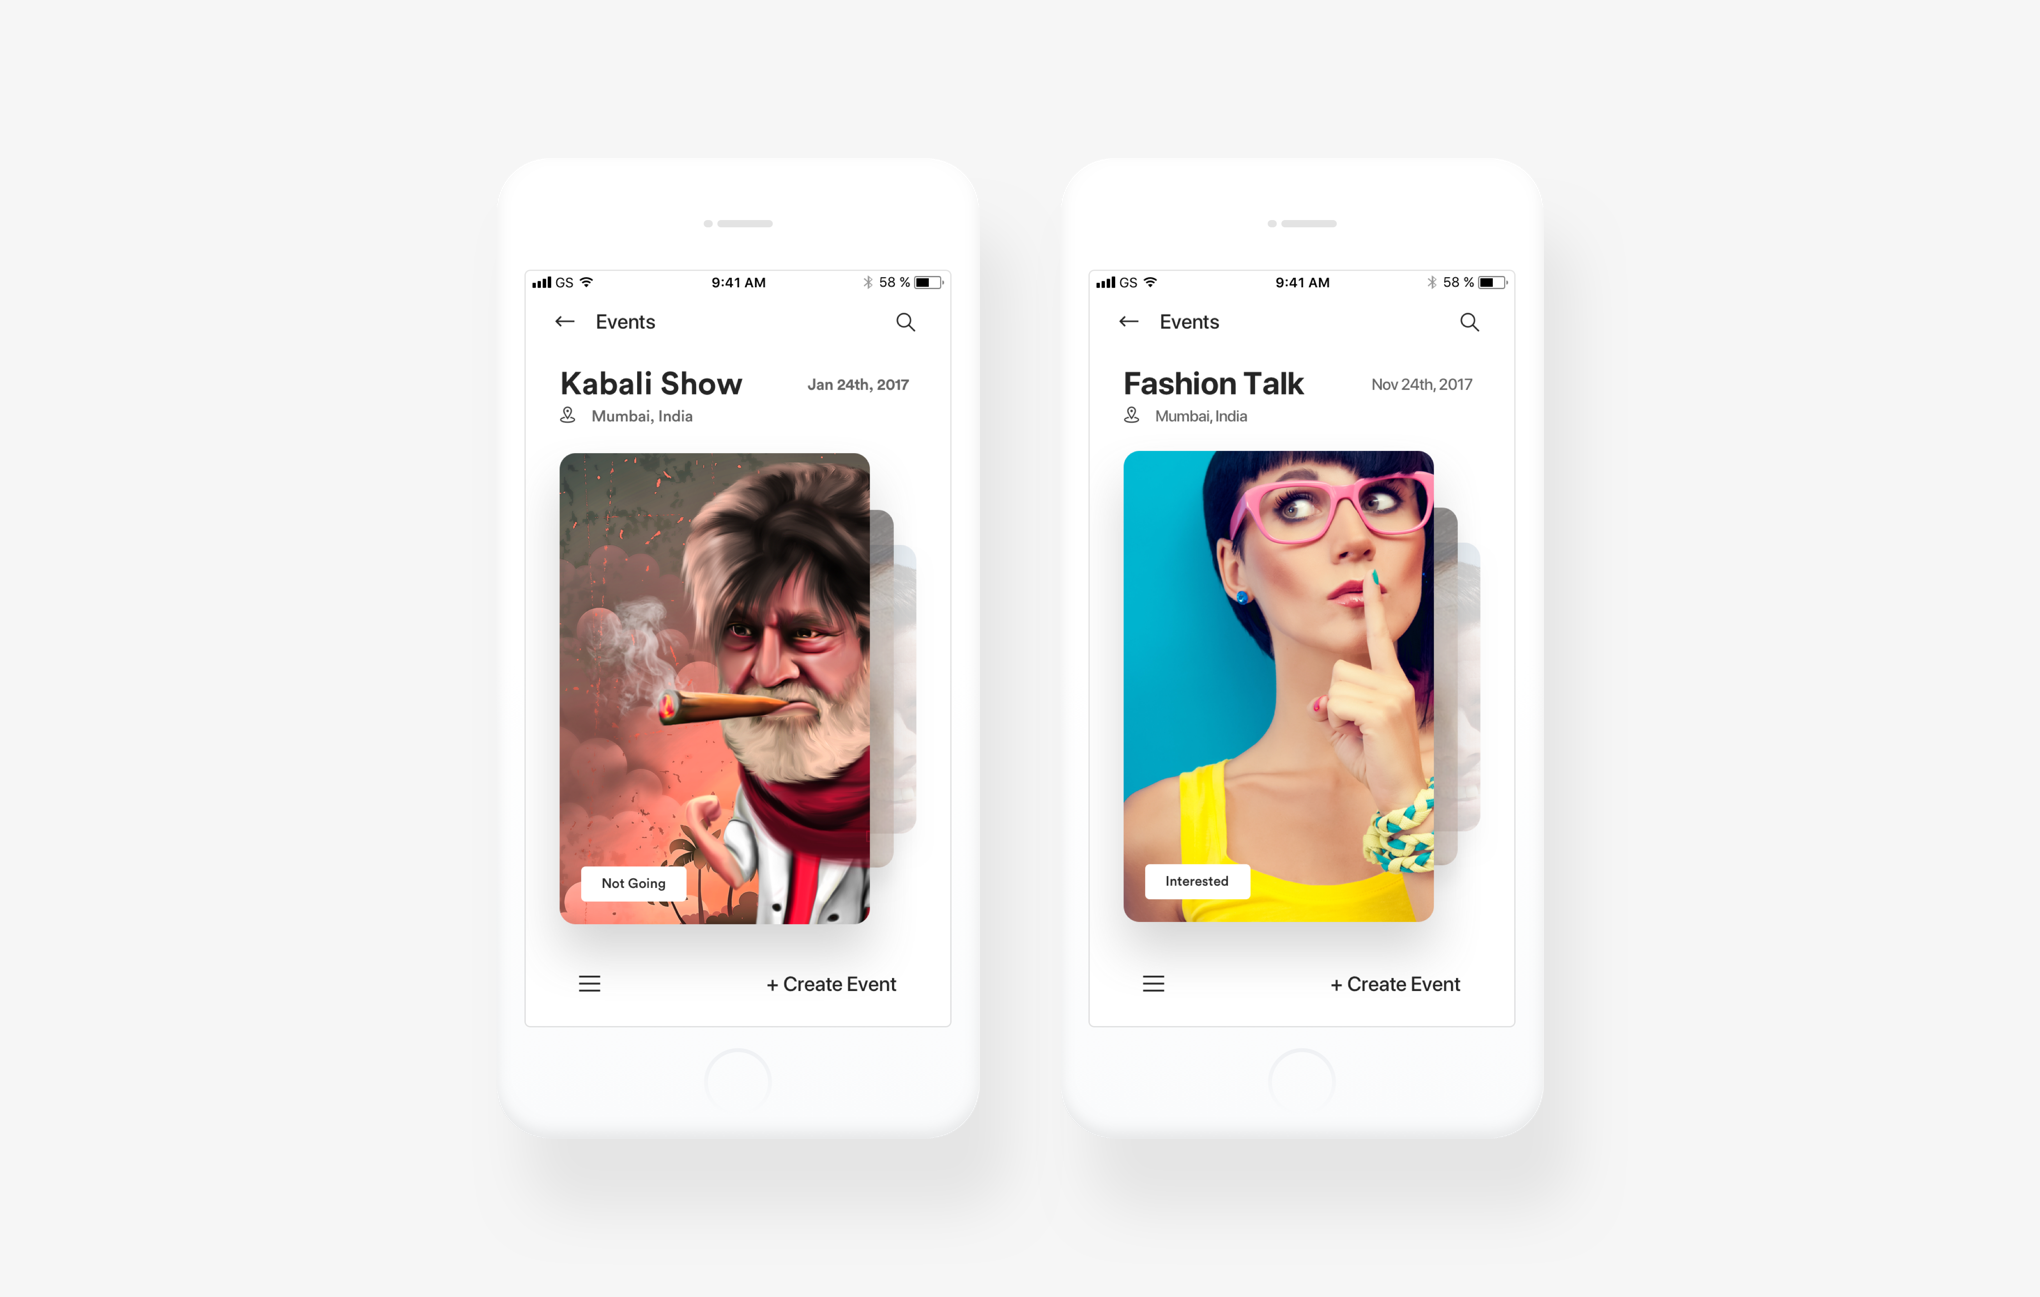 GS 9:41 AM 58 %
Events
Kabali Show Jan 24th, 2017
Mumbai, India
Not Going
+ Create Event
GS 9:41 AM 58 %
Events
Fashion Talk Nov 24th, 2017
Mumbai, India
Interested
+ Create Event